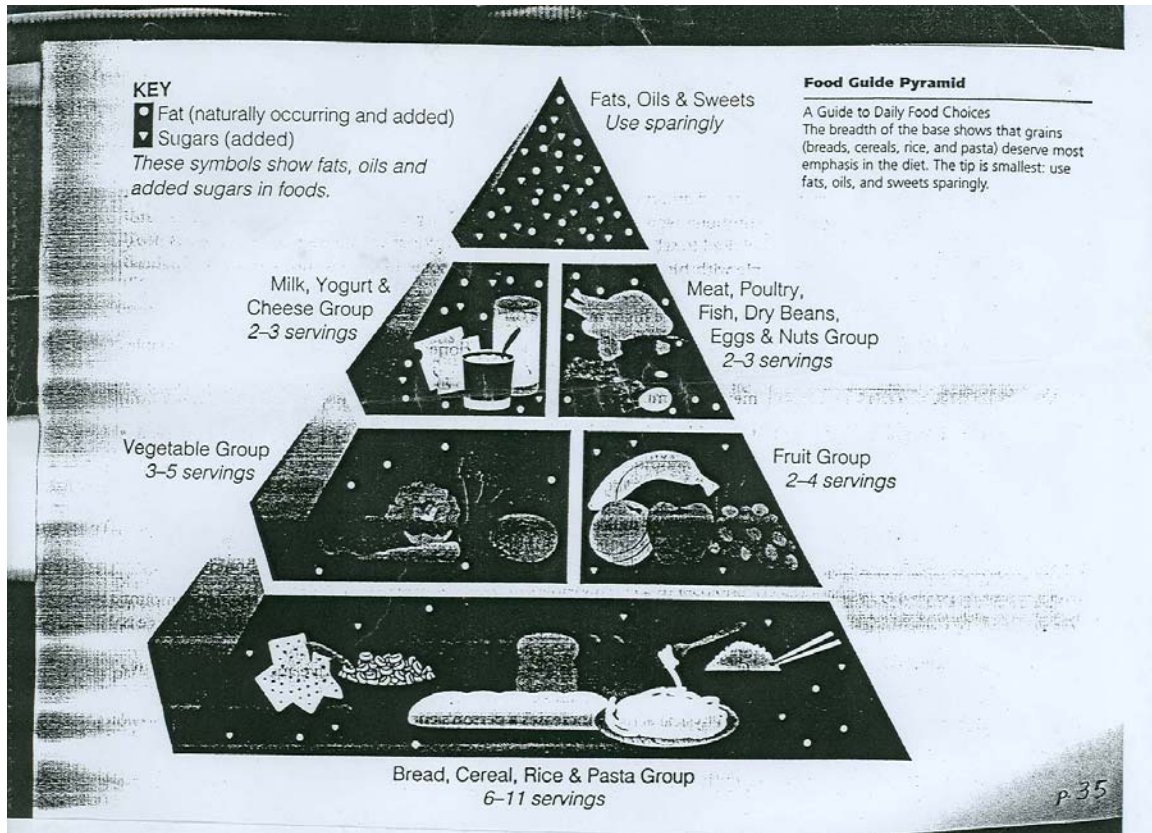 KEY
Fat (naturally occurring and added)
Sugars (added)
These symbols show fats, oils and
added sugars in foods.
Fats, Oils & Sweets
Use sparingly
Food Guide Pyramid
A Guide to Daily Food Choices
The breadth of the base shows that grains
(breads, cereals, rice, and pasta) deserve most
emphasis in the diet. The tip is smallest: use
fats, oils, and sweets sparingly.
Milk, Yogurt &
Cheese Group
2–3 servings
Meat, Poultry,
Fish, Dry Beans,
Eggs & Nuts Group
2–3 servings
Vegetable Group
3–5 servings
Fruit Group
2–4 servings
Bread, Cereal, Rice & Pasta Group
6–11 servings
p. 35